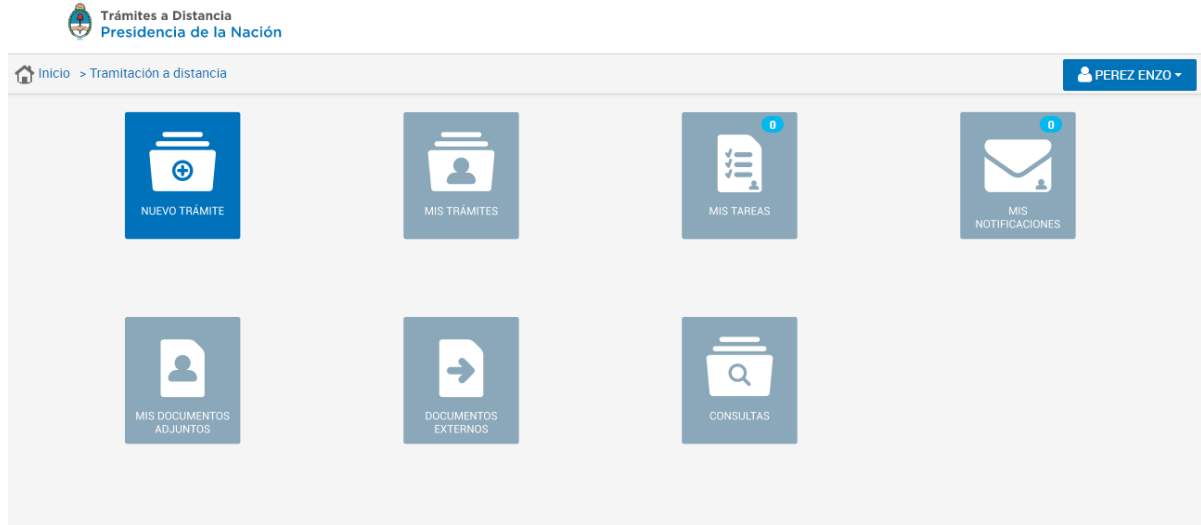 Trámites a Distancia
Presidencia de la Nación
Inicio > Tramitación a distancia
PEREZ ENZO
NUEVO TRÁMITE
MIS TRÁMITES
0
MIS TAREAS
0
MIS
NOTIFICACIONES
MIS DOCUMENTOS
ADJUNTOS
DOCUMENTOS
EXTERNOS
CONSULTAS